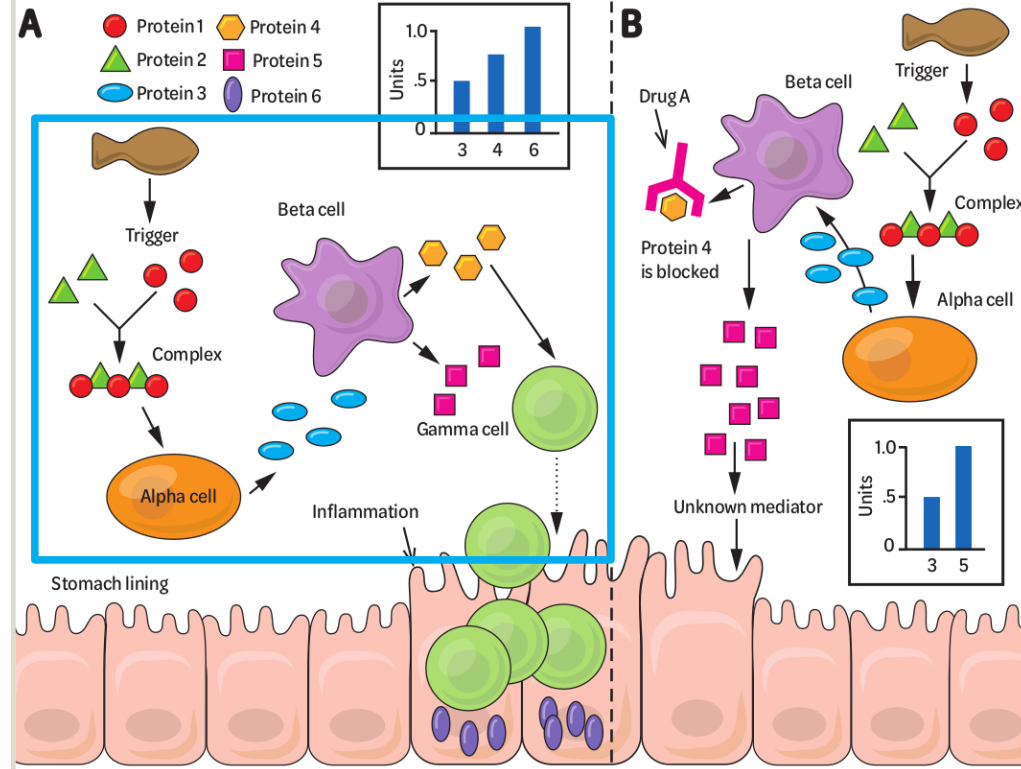 A
Protein 1
Protein 4
Protein 2
Protein 5
Protein 3
Protein 6
Units
1.0
.5
0
3 4 6
Trigger
Complex
Alpha cell
Beta cell
Gamma cell
Inflammation
Stomach lining
B
Trigger
Beta cell
Drug A
Complex
Protein 4
is blocked
Alpha cell
Unknown mediator
Units
1.0
.5
0
3 5